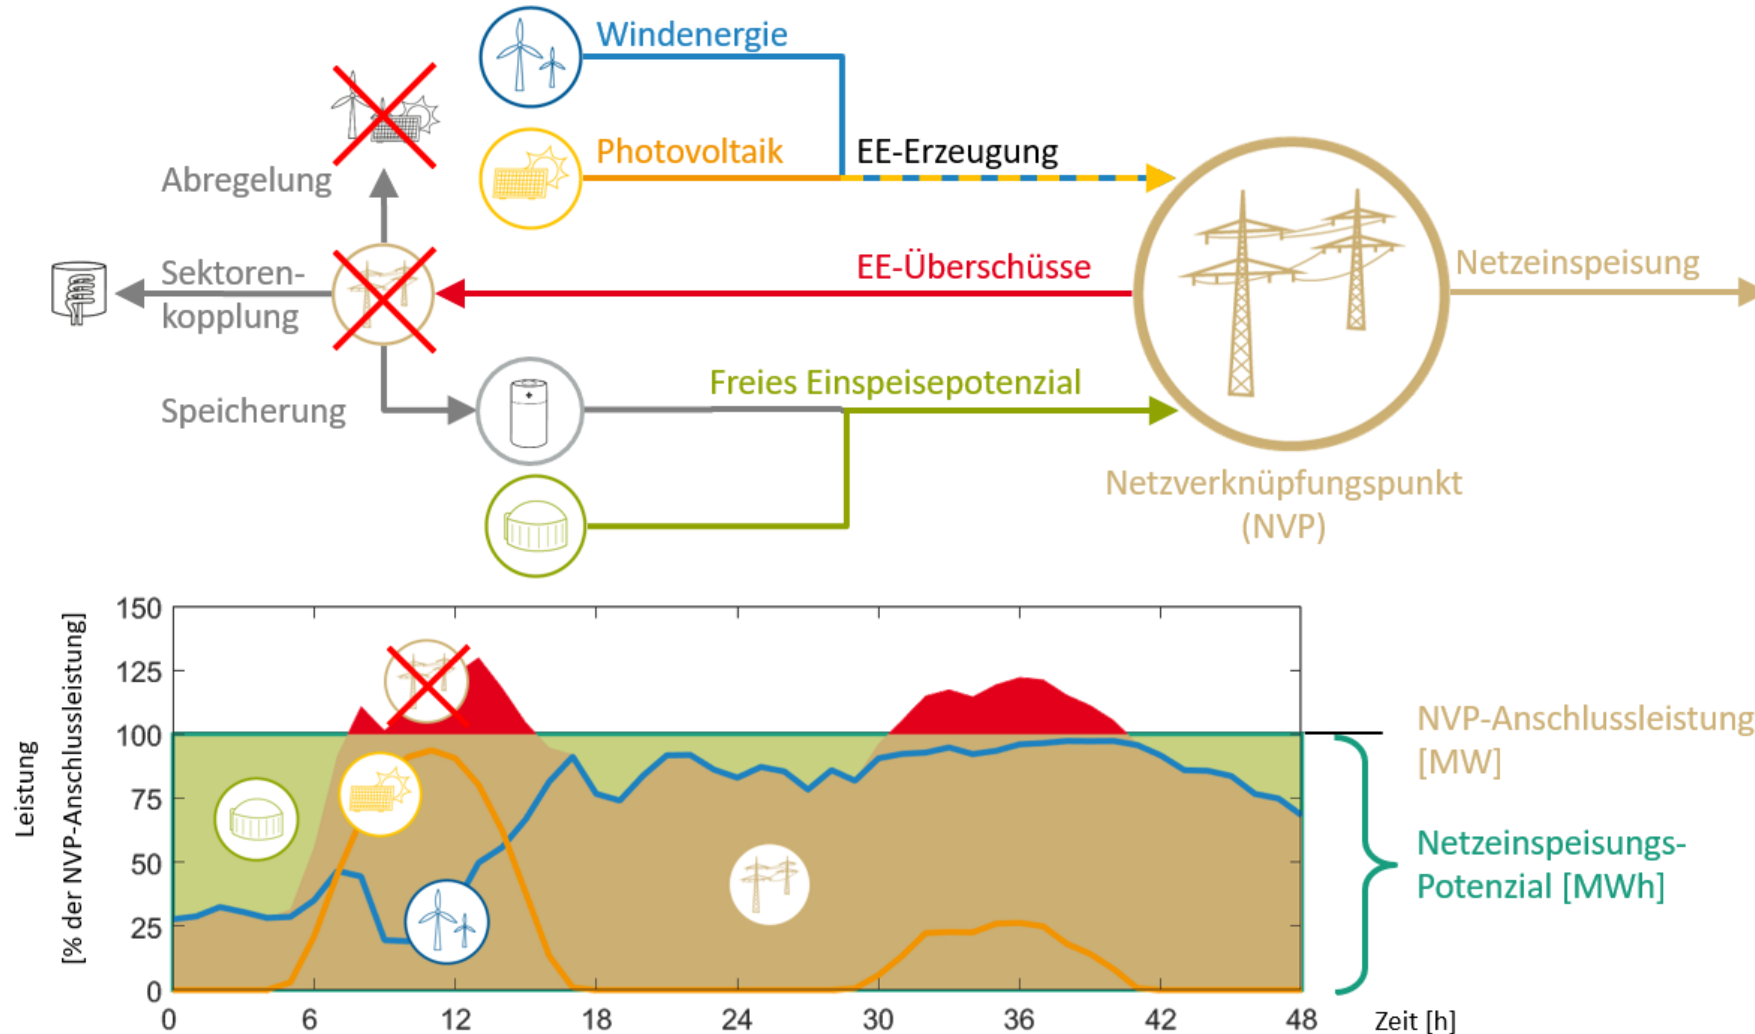 Windenergie
Photovoltaik
EE-Erzeugung
Abregelung
EE-Überschüsse
Netzeinspeisung
Sektoren-
kopplung
Freies Einspeisepotenzial
Speicherung
Netzverknüpfungspunkt
(NVP)
Leistung
[% der NVP-Anschlussleistung]
150
125
100
75
50
25
0
0 6 12 18 24 30 36 42 48 Zeit [h]
NVP-Anschlussleistung
[MW]
Netzeinspeisungs-
Potenzial [MWh]